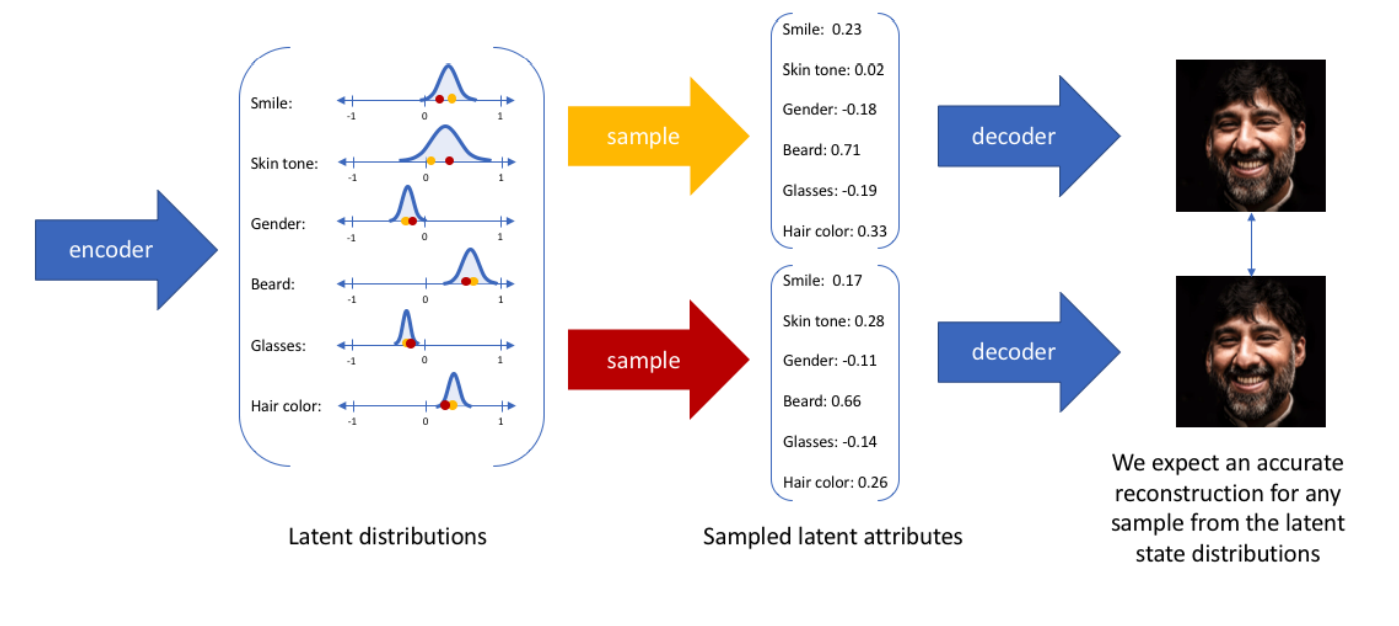 encoder
Smile:
-1 0 1
Skin tone:
-1 0 1
Gender:
-1 0 1
Beard:
-1 0 1
Glasses:
-1 0 1
Hair color:
-1 0 1
Latent distributions
sample
sample
Smile: 0.23
Skin tone: 0.02
Gender: -0.18
Beard: 0.71
Glasses: -0.19
Hair color: 0.33
Smile: 0.17
Skin tone: 0.28
Gender: -0.11
Beard: 0.66
Glasses: -0.14
Hair color: 0.26
Sampled latent attributes
decoder
decoder
We expect an accurate
reconstruction for any
sample from the latent
state distributions